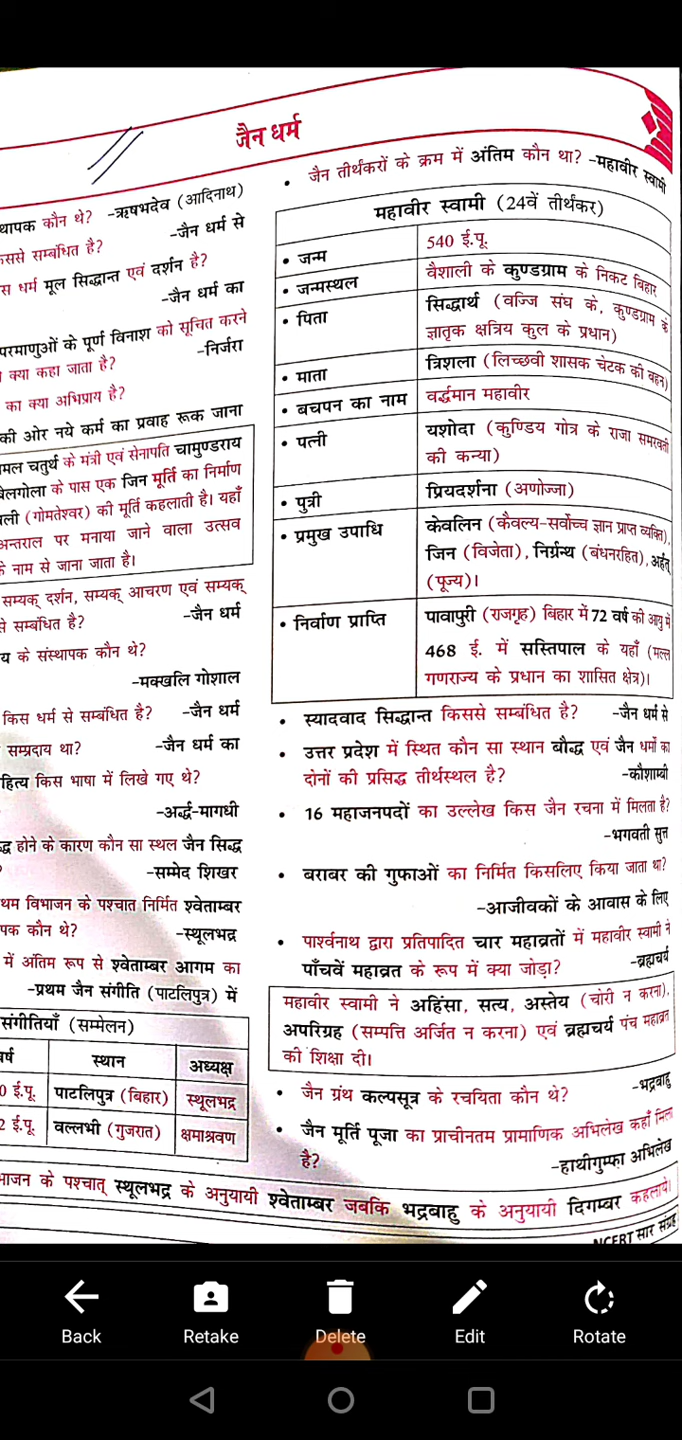 जैन धर्म
थापक कौन थे? -ऋषभदेव (आदिनाथ)
कससे सम्बंधित है?
-जैन धर्म से
स धर्म मूल सिद्धान्त एवं दर्शन है?
-जैन धर्म का
परमाणुओं के पूर्ण विनाश को सूचित करने
क्या कहा जाता है?
-निर्जरा
का क्या अभिप्राय है?
की ओर नये कर्म का प्रवाह रूक जाना
मल चतुर्थ के मंत्री एवं सेनापति चामुण्डराय
बेलगोला के पास एक जिन मूर्ति का निर्माण
ली (गोमतेश्वर) की मूर्ति कहलाती है। यहाँ
अन्तराल पर मनाया जाने वाला उत्सव
के नाम से जाना जाता है।
सम्यक् दर्शन, सम्यक् आचरण एवं सम्यक्
से सम्बंधित है?
-जैन धर्म
य के संस्थापक कौन थे?
-मक्खलि गोशाल
किस धर्म से सम्बंधित है? -जैन धर्म
सम्प्रदाय था?
-जैन धर्म का
हित्य किस भाषा में लिखे गए थे?
-अर्द्ध-मागधी
द्ध होने के कारण कौन सा स्थल जैन सिद्ध
-सम्मेद शिखर
थम विभाजन के पश्चात निर्मित श्वेताम्बर
पक कौन थे?
-स्थूलभद्र
में अंतिम रूप से श्वेताम्बर आगम का
-प्रथम जैन संगीति (पाटलिपुत्र) में
संगीतियाँ (सम्मेलन)
वर्ष स्थान अध्यक्ष
0 ई.पू. पाटलिपुत्र (बिहार) स्थूलभद्र
2 ई.पू. वल्लभी (गुजरात) क्षमाश्रवण
• जैन तीर्थंकरों के क्रम में अंतिम कौन था? -महावीर स्वामी
महावीर स्वामी (24वें तीर्थंकर)
• जन्म 540 ई.पू.
• जन्मस्थल वैशाली के कुण्डग्राम के निकट बिहार
• पिता सिद्धार्थ (वज्जि संघ के, कुण्डग्राम के
ज्ञातृक क्षत्रिय कुल के प्रधान)
• माता त्रिशला (लिच्छवी शासक चेटक की बहन)
• बचपन का नाम वर्द्धमान महावीर
• पत्नी यशोदा (कुण्डिय गोत्र के राजा समरवती
की कन्या)
• पुत्री प्रियदर्शना (अणोज्जा)
• प्रमुख उपाधि केवलिन (कैवल्य-सर्वोच्च ज्ञान प्राप्त व्यक्ति),
जिन (विजेता), निर्ग्रन्थ (बंधनरहित), अर्हत्
(पूज्य)।
• निर्वाण प्राप्ति पावापुरी (राजगृह) बिहार में 72 वर्ष की आयु में
468 ई. में सस्तिपाल के यहाँ (मल्ल
गणराज्य के प्रधान का शासित क्षेत्र)।
• स्यादवाद सिद्धान्त किससे सम्बंधित है? -जैन धर्म से
• उत्तर प्रदेश में स्थित कौन सा स्थान बौद्ध एवं जैन धर्मों का
दोनों की प्रसिद्ध तीर्थस्थल है?
-कौशाम्बी
• 16 महाजनपदों का उल्लेख किस जैन रचना में मिलता है?
-भगवती सुत्त
• बराबर की गुफाओं का निर्मित किसलिए किया जाता था?
-आजीवकों के आवास के लिए
• पार्श्वनाथ द्वारा प्रतिपादित चार महाव्रतों में महावीर स्वामी ने
पाँचवें महाव्रत के रूप में क्या जोड़ा?
-ब्रह्मचर्य
महावीर स्वामी ने अहिंसा, सत्य, अस्तेय (चोरी न करना),
अपरिग्रह (सम्पत्ति अर्जित न करना) एवं ब्रह्मचर्य पंच महाव्रत
की शिक्षा दी।
• जैन ग्रंथ कल्पसूत्र के रचयिता कौन थे?
-भद्रबाहु
• जैन मूर्ति पूजा का प्राचीनतम प्रामाणिक अभिलेख कहाँ मिला
है?
-हाथीगुम्फा अभिलेख
भाजन के पश्चात् स्थूलभद्र के अनुयायी श्वेताम्बर जबकि भद्रबाहु के अनुयायी दिगम्बर कहलाये।
NCERT सार संग्रह
Back Retake Delete Edit Rotate